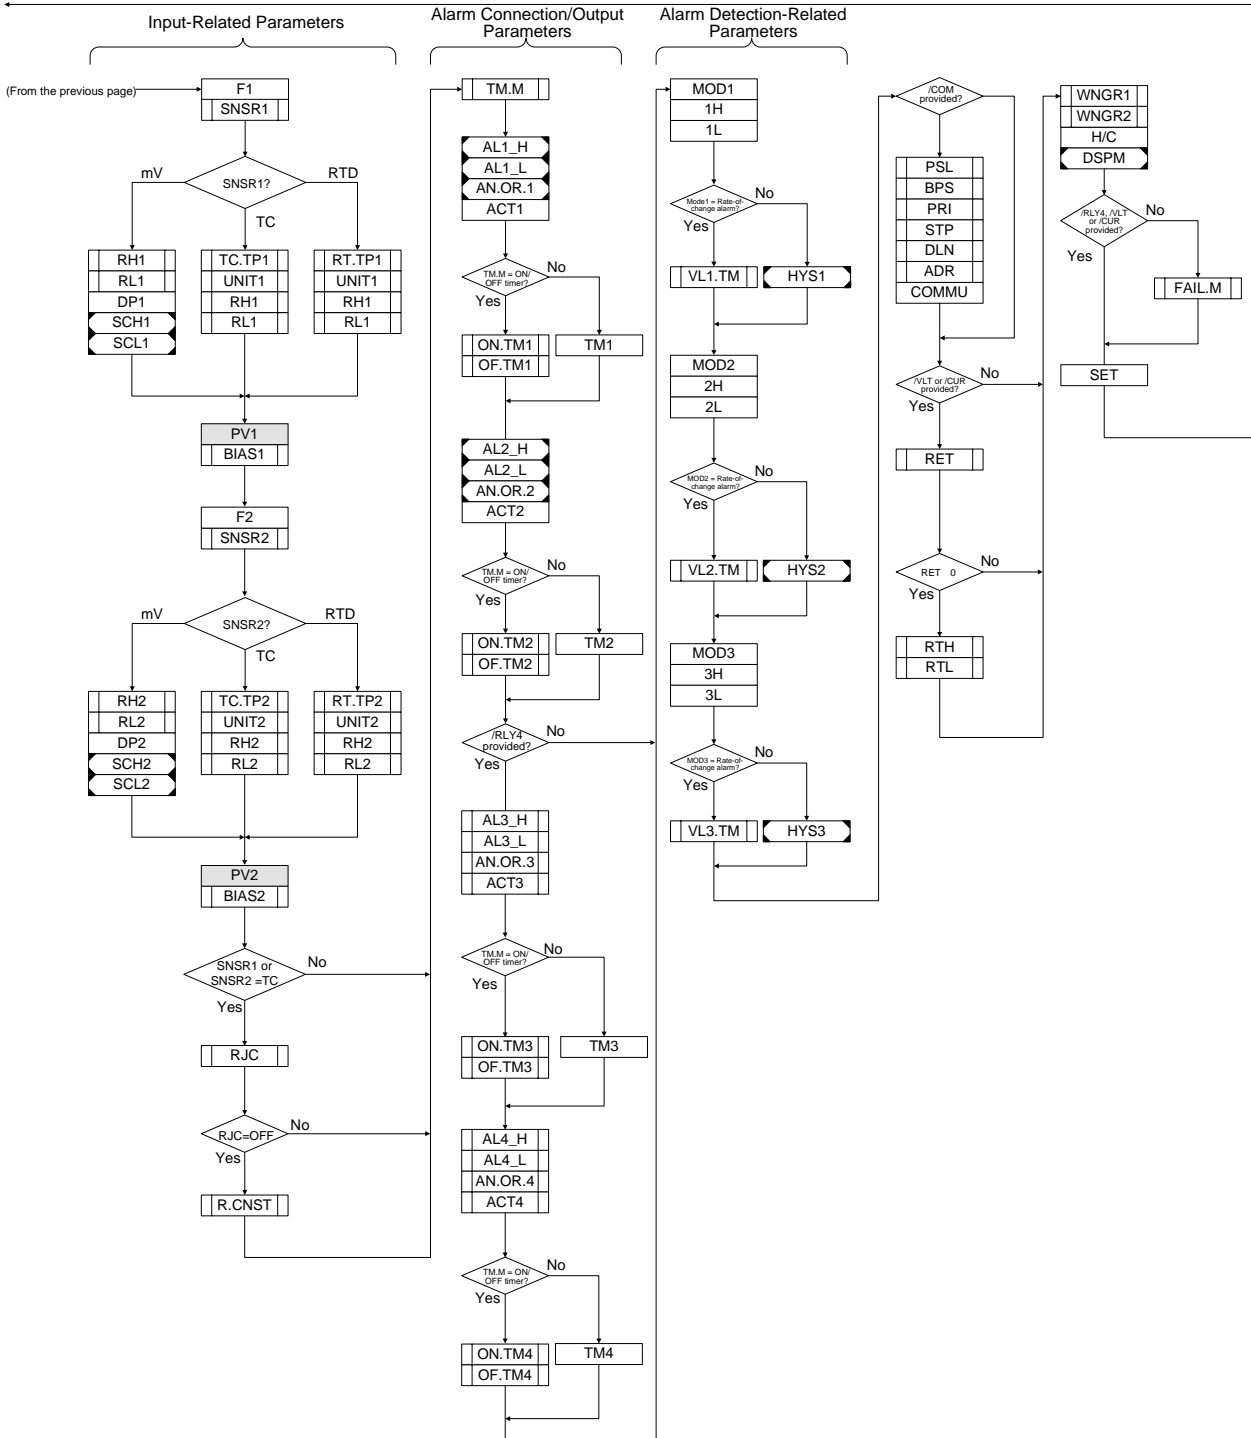 Input-Related Parameters
Alarm Connection/Output
Parameters
Alarm Detection-Related
Parameters
(From the previous page)
F1
SNSR1
SNSR1?
mV
RTD
TC
RH1
RL1
DP1
SCH1
SCL1
TC.TP1
UNIT1
RH1
RL1
RT.TP1
UNIT1
RH1
RL1
PV1
BIAS1
F2
SNSR2
SNSR2?
mV
RTD
TC
RH2
RL2
DP2
SCH2
SCL2
TC.TP2
UNIT2
RH2
RL2
RT.TP2
UNIT2
RH2
RL2
PV2
BIAS2
SNSR1 or
SNSR2 =TC
No
Yes
RJC
RJC=OFF
No
Yes
R.CNST
TM.M
AL1_H
AL1_L
AN.OR.1
ACT1
TM.M = ON/
OFF timer?
No
Yes
ON.TM1
OF.TM1
TM1
AL2_H
AL2_L
AN.OR.2
ACT2
TM.M = ON/
OFF timer?
No
Yes
ON.TM2
OF.TM2
TM2
/RLY4
provided?
No
Yes
AL3_H
AL3_L
AN.OR.3
ACT3
TM.M = ON/
OFF timer?
No
Yes
ON.TM3
OF.TM3
TM3
AL4_H
AL4_L
AN.OR.4
ACT4
TM.M = ON/
OFF timer?
No
Yes
ON.TM4
OF.TM4
TM4
MOD1
1H
1L
Mode1 = Rate-of-
change alarm?
No
Yes
VL1.TM
HYS1
MOD2
2H
2L
MOD2 = Rate-of-
change alarm?
No
Yes
VL2.TM
HYS2
MOD3
3H
3L
MOD3 = Rate-of-
change alarm?
No
Yes
VL3.TM
HYS3
/COM
provided?
PSL
BPS
PRI
STP
DLN
ADR
COMMU
/VLT or /CUR
provided?
No
Yes
RET
RET 0
No
Yes
RTH
RTL
WNGR1
WNGR2
H/C
DSPM
/RLY4, /VLT
or /CUR
provided?
No
Yes
FAIL.M
SET